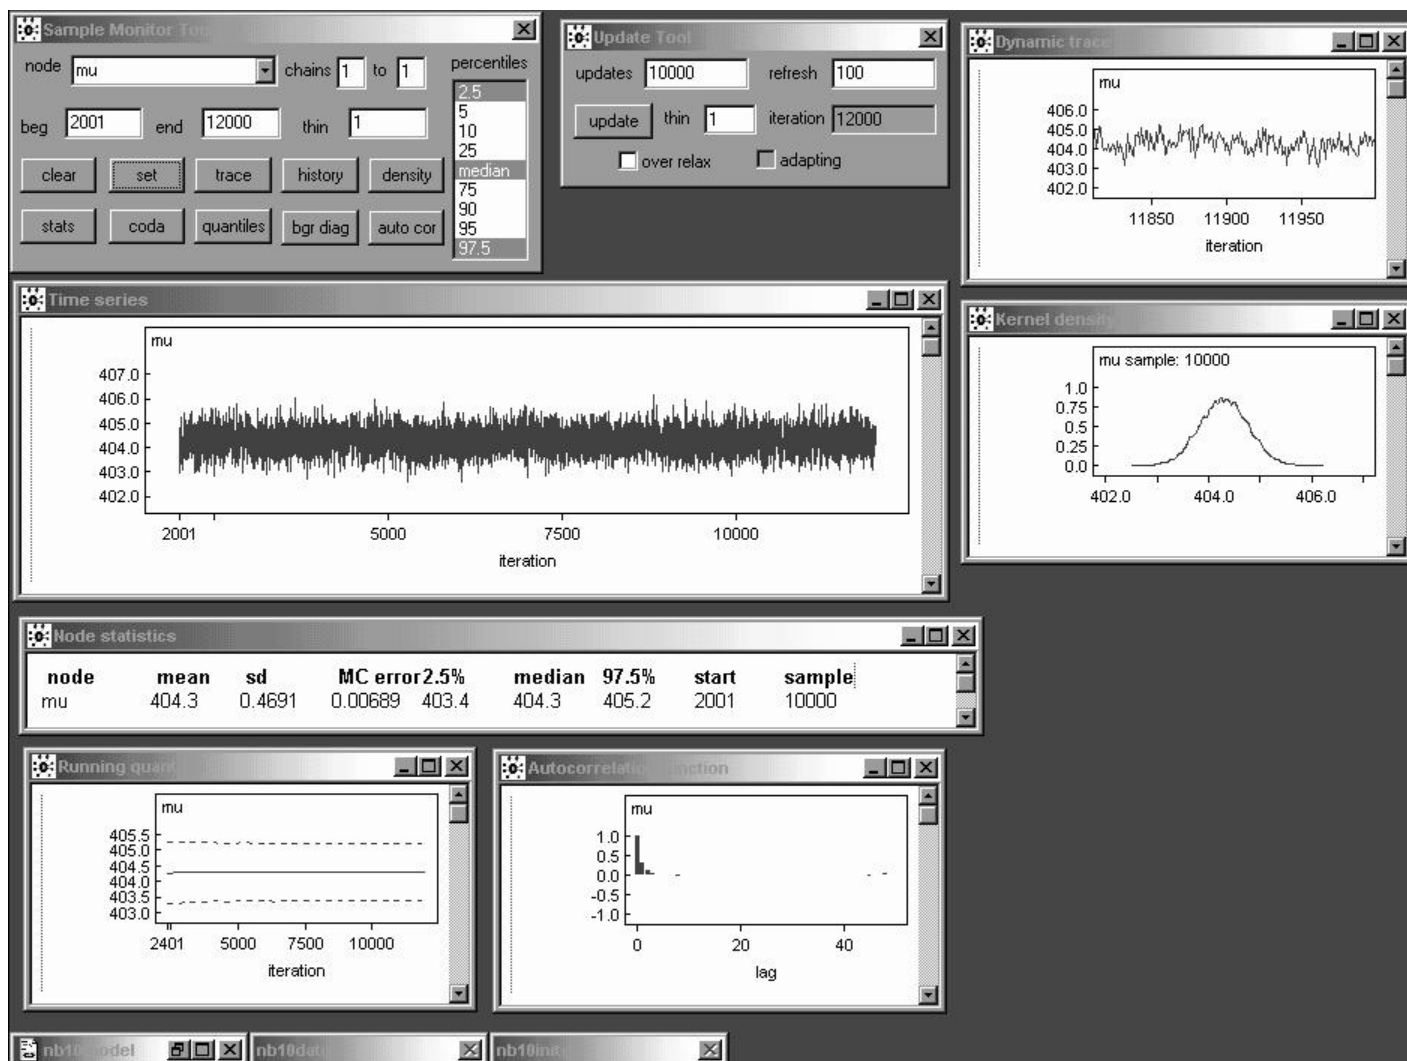 Sample Monitor Too
node mu chains 1 to 1 percentiles
2.5
5
10
25
median
75
90
95
97.5
beg 2001 end 12000 thin 1
clear set trace history density
stats coda quantiles bgr diag auto cor
Update Tool
updates 10000 refresh 100
update thin 1 iteration 12000
over relax adapting
Dynamic trace
mu
406.0
405.0
404.0
403.0
402.0
11850 11900 11950
iteration
Time series
mu
407.0
406.0
405.0
404.0
403.0
402.0
2001 5000 7500 10000
iteration
Kernel density
mu sample: 10000
1.0
0.75
0.5
0.25
0.0
402.0 404.0 406.0
Node statistics
node mean sd MC error 2.5% median 97.5% start sample
mu 404.3 0.4691 0.00689 403.4 404.3 405.2 2001 10000
Running quant
mu
405.5
405.0
404.5
404.0
403.5
403.0
2401 5000 7500 10000
iteration
Autocorrelation function
mu
1.0
0.5
0.0
-0.5
-1.0
0 20 40
lag
nb10model nb10data nb10init